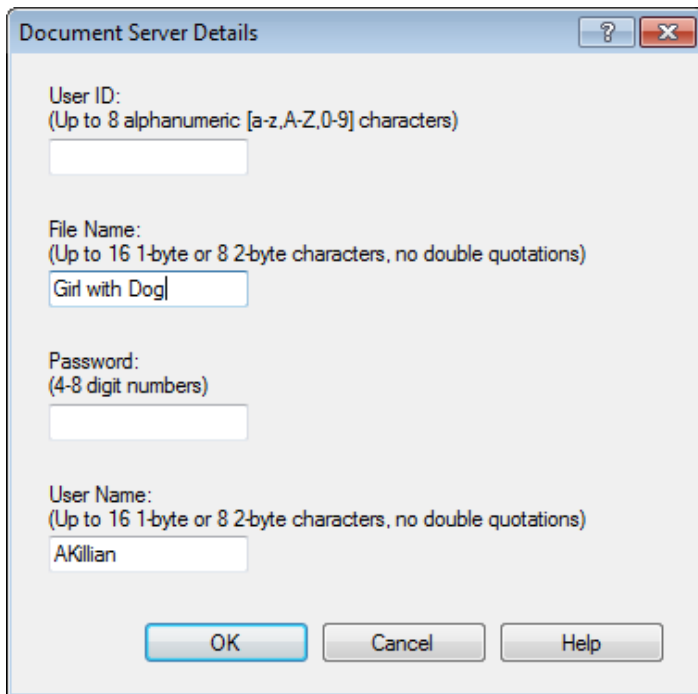 Document Server Details
?
User ID:
(Up to 8 alphanumeric [a-z,A-Z,0-9] characters)
File Name:
(Up to 16 1-byte or 8 2-byte characters, no double quotations)
Girl with Dog
Password:
(4-8 digit numbers)
User Name:
(Up to 16 1-byte or 8 2-byte characters, no double quotations)
AKillian
OK Cancel Help